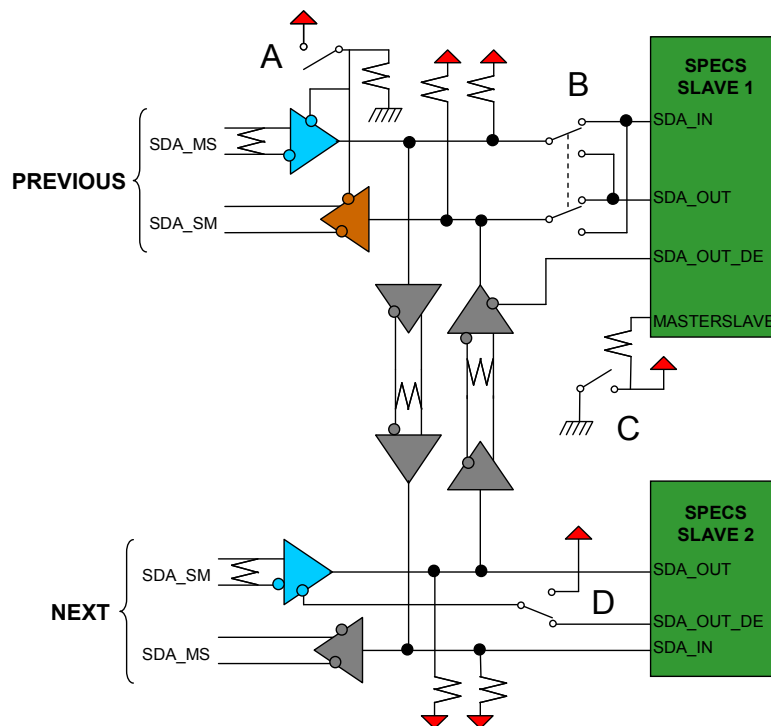 A
B
SPECS
SLAVE 1
SDA_IN
SDA_MS
PREVIOUS
SDA_OUT
SDA_SM
SDA_OUT_DE
MASTERSLAVE
C
SPECS
SLAVE 2
SDA_SM
SDA_OUT
D
NEXT
SDA_OUT_DE
SDA_IN
SDA_MS